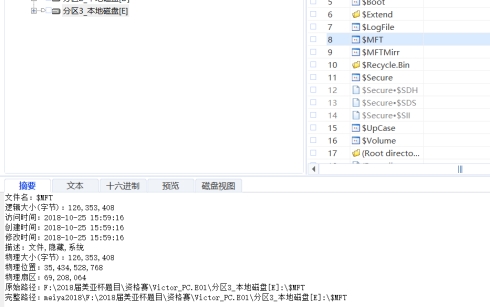 分区3_本地磁盘[E]
5 $Boot
6 $Extend
7 $LogFile
8 $MFT
9 $MFTMirr
10 $Recycle.Bin
11 $Secure
12 $Secure•$SDH
13 $Secure•$SDS
14 $Secure•$SII
15 $UpCase
16 $Volume
17 (Root directo...
摘要 文本 十六进制 预览 磁盘视图
文件名：$MFT
逻辑大小(字节)：126,353,408
访问时间：2018-10-25 15:59:16
创建时间：2018-10-25 15:59:16
修改时间：2018-10-25 15:59:16
描述：文件,隐藏,系统
物理大小(字节)：126,353,408
物理位置：35,434,528,768
物理扇区：69,208,064
原始路径：F:\2018届美亚杯题目\资格赛\Victor_PC.E01\分区3_本地磁盘[E]:\$MFT
完整路径：meiya2018\F:\2018届美亚杯题目\资格赛\Victor_PC.E01\分区3_本地磁盘[E]:\$MFT